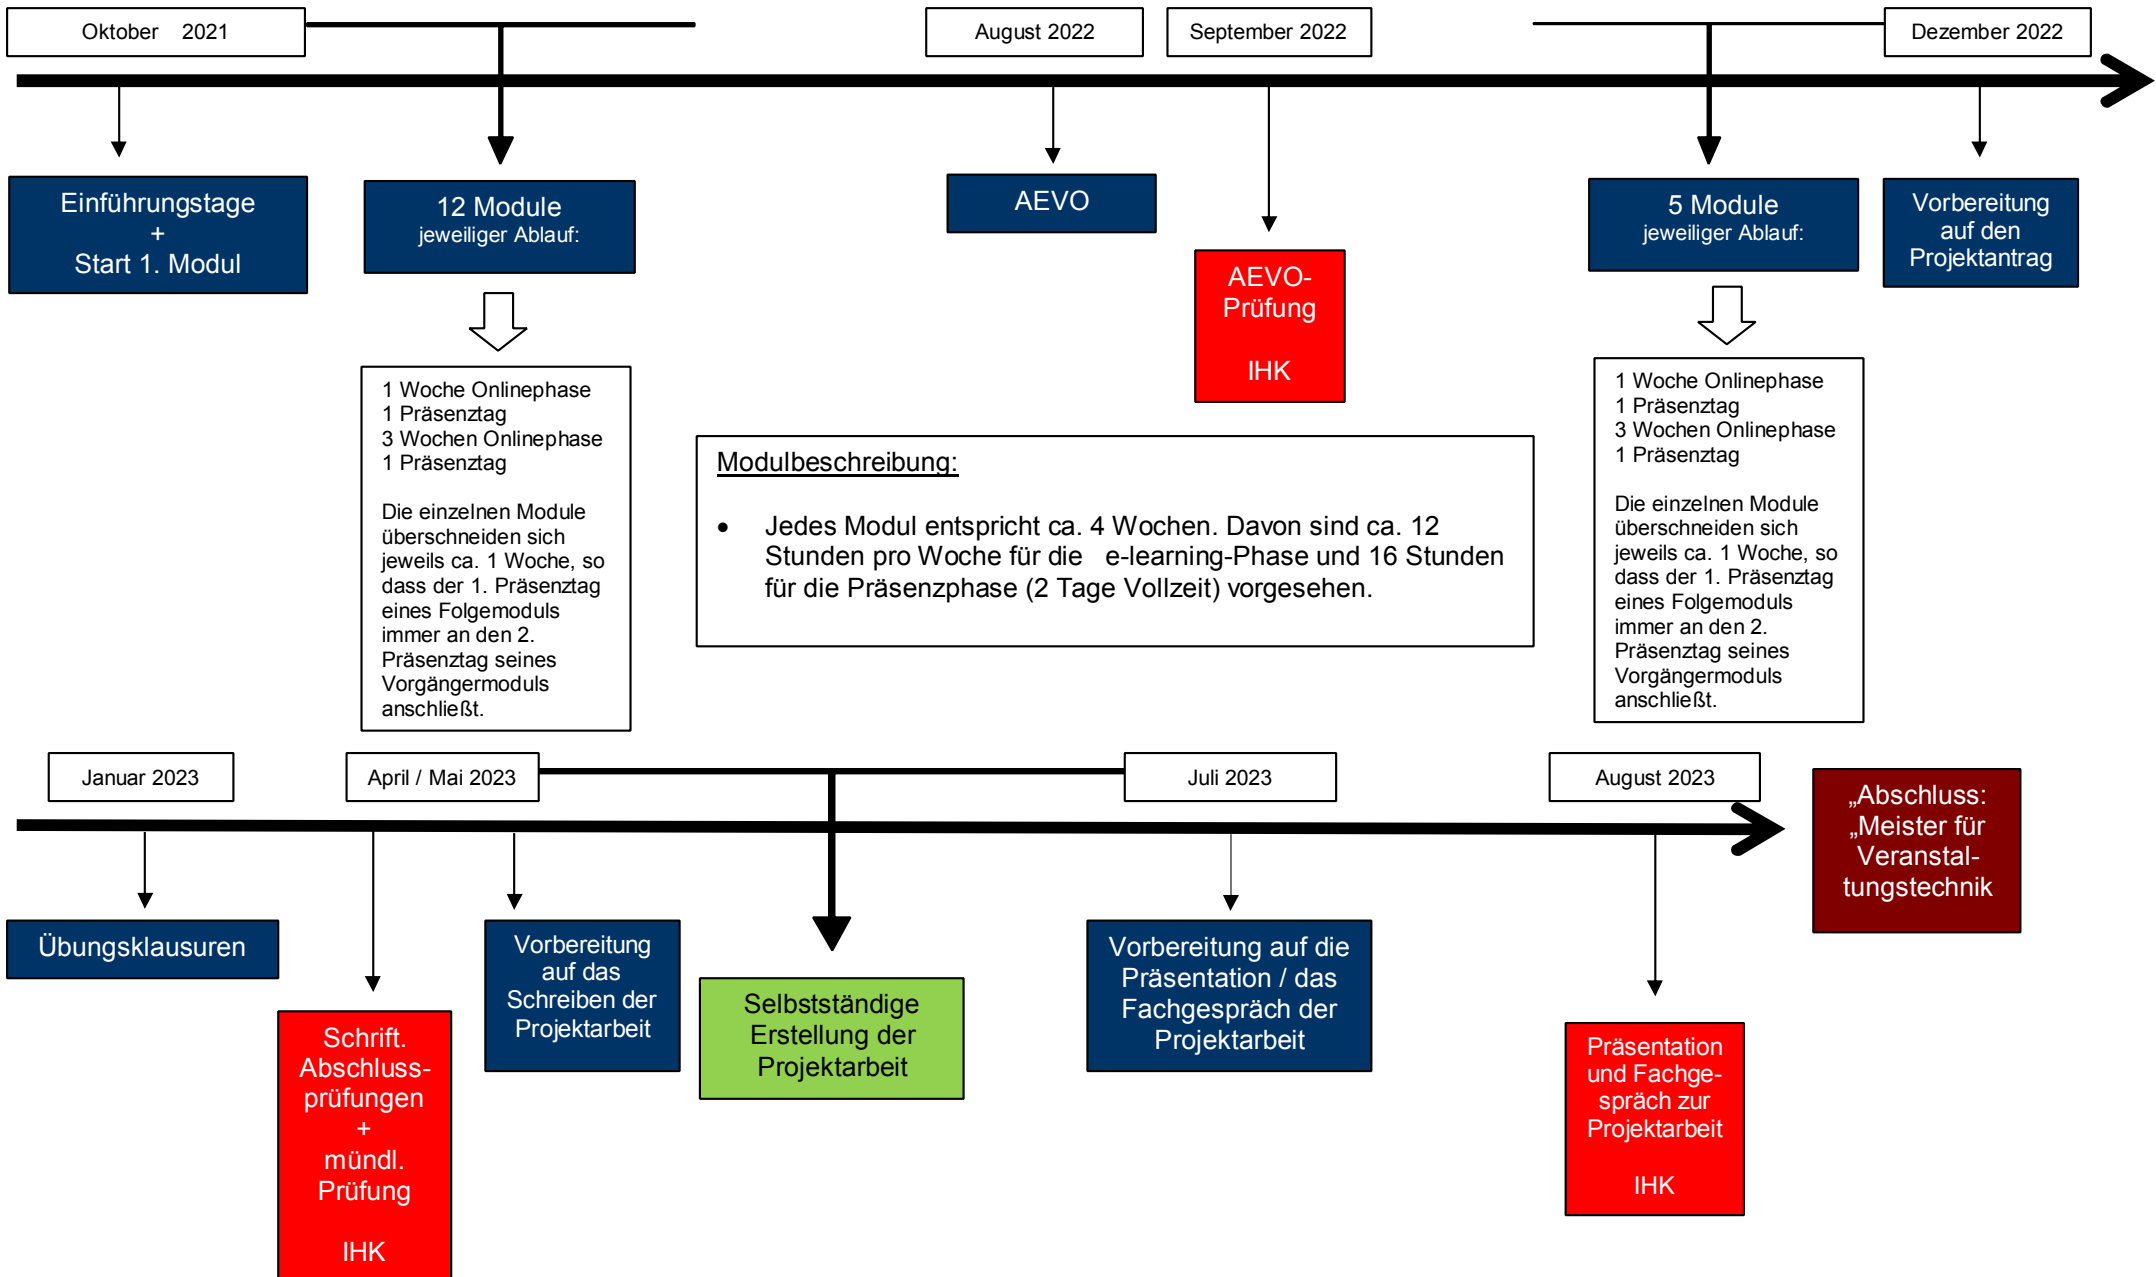 Oktober 2021
August 2022
September 2022
Dezember 2022
Einführungstage
+
Start 1. Modul
12 Module
jeweiliger Ablauf:
AEVO
AEVO-
Prüfung
IHK
5 Module
jeweiliger Ablauf:
Vorbereitung
auf den
Projektantrag
1 Woche Onlinephase
1 Präsenztag
3 Wochen Onlinephase
1 Präsenztag
Die einzelnen Module
überschneiden sich
jeweils ca. 1 Woche, so
dass der 1. Präsenztag
eines Folgemoduls
immer an den 2.
Präsenztag seines
Vorgängermoduls
anschließt.
Modulbeschreibung:
• Jedes Modul entspricht ca. 4 Wochen. Davon sind ca. 12
Stunden pro Woche für die e-learning-Phase und 16 Stunden
für die Präsenzphase (2 Tage Vollzeit) vorgesehen.
1 Woche Onlinephase
1 Präsenztag
3 Wochen Onlinephase
1 Präsenztag
Die einzelnen Module
überschneiden sich
jeweils ca. 1 Woche, so
dass der 1. Präsenztag
eines Folgemoduls
immer an den 2.
Präsenztag seines
Vorgängermoduls
anschließt.
Januar 2023
April / Mai 2023
Juli 2023
August 2023
„Abschluss:
„Meister für
Veranstal-
tungstechnik
Übungsklausuren
Schrift.
Abschluss-
prüfungen
+
mündl.
Prüfung
IHK
Vorbereitung
auf das
Schreiben der
Projektarbeit
Selbstständige
Erstellung der
Projektarbeit
Vorbereitung auf die
Präsentation / das
Fachgespräch der
Projektarbeit
Präsentation
und Fachge-
spräch zur
Projektarbeit
IHK